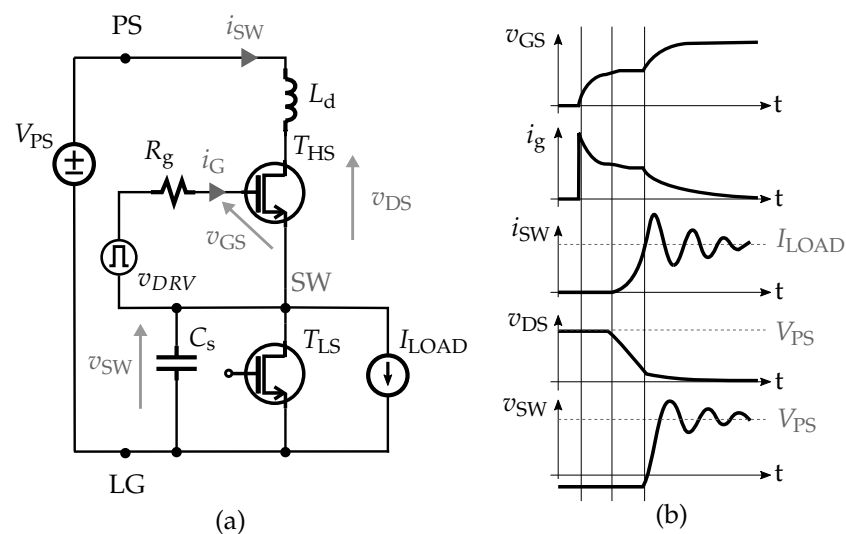 PS
i_SW
L_d
V_PS
±
R_g
i_G
T_HS
v_DS
v_GS
v_DRV
SW
v_SW
C_s
T_LS
I_LOAD
LG
(a)
v_GS
t
i_g
t
i_SW
I_LOAD
t
v_DS
V_PS
t
v_SW
V_PS
t
(b)